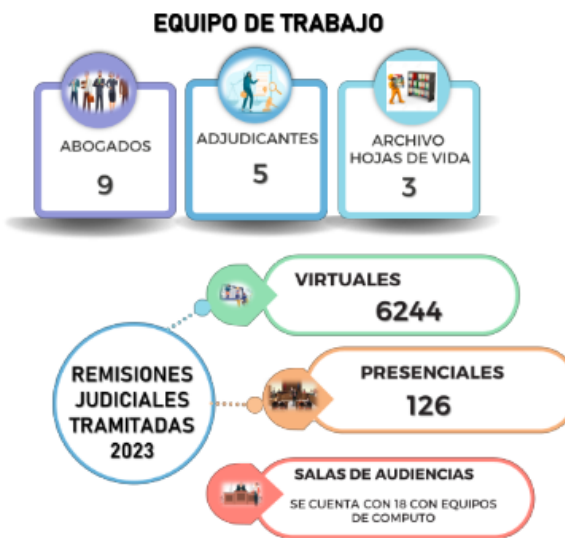 EQUIPO DE TRABAJO
ABOGADOS
9
ADJUDICANTES
5
ARCHIVO
HOJAS DE VIDA
3
REMISIONES
JUDICIALES
TRAMITADAS
2023
VIRTUALES
6244
PRESENCIALES
126
SALAS DE AUDIENCIAS
SE CUENTA CON 18 CON EQUIPOS
DE COMPUTO